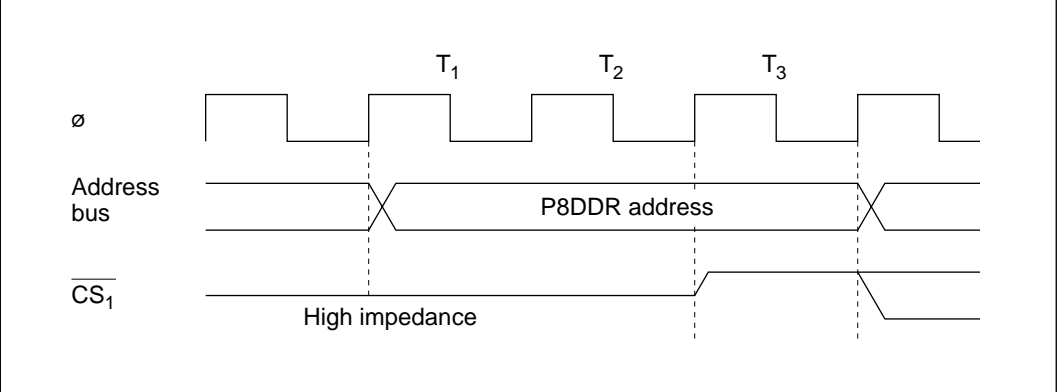 T1 T2 T3
ø
Address
bus
P8DDR address
CS1
High impedance